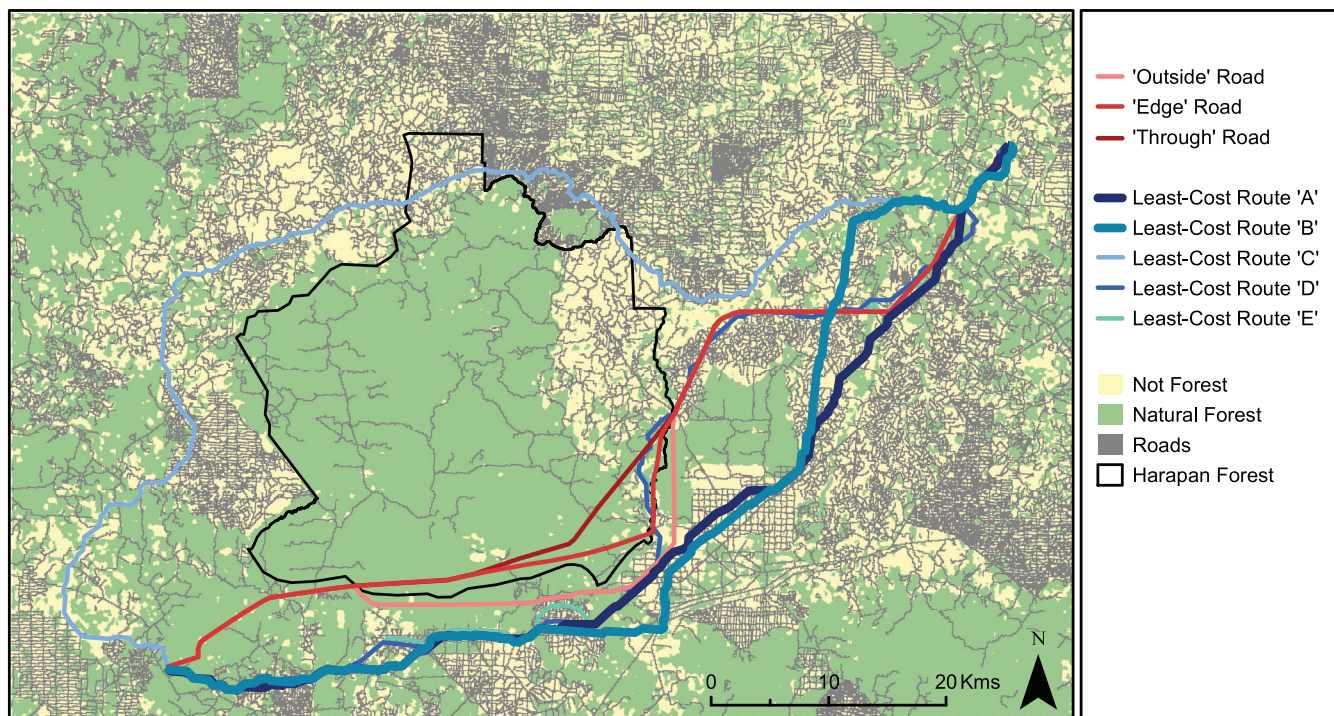 'Outside' Road
'Edge' Road
'Through' Road
Least-Cost Route 'A'
Least-Cost Route 'B'
Least-Cost Route 'C'
Least-Cost Route 'D'
Least-Cost Route 'E'
Not Forest
Natural Forest
Roads
Harapan Forest
N
0 10 20 Kms